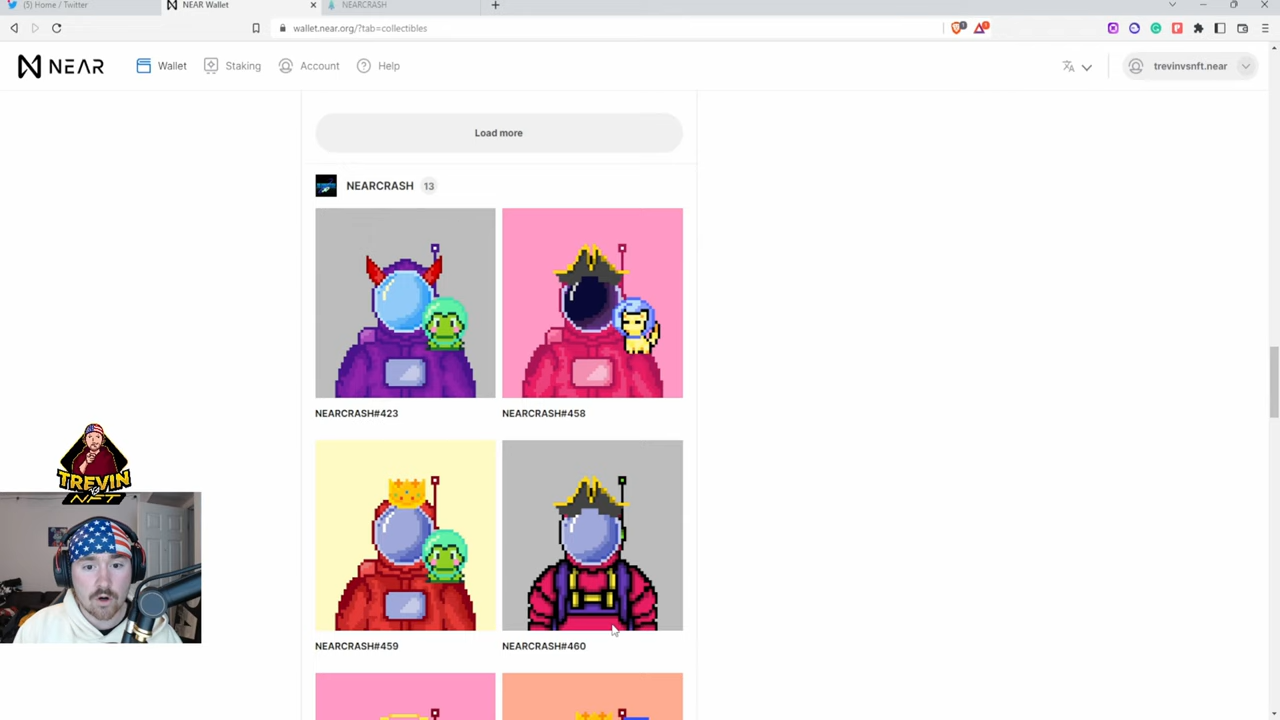 (5) Home / Twitter
NEAR Wallet
NEARCRASH
wallet.near.org/?tab=collectibles
NEAR
Wallet
Staking
Account
Help
trevinvsnft.near
Load more
NEARCRASH 13
NEARCRASH#423
NEARCRASH#458
NEARCRASH#459
NEARCRASH#460
TREVIN
VS
NFT